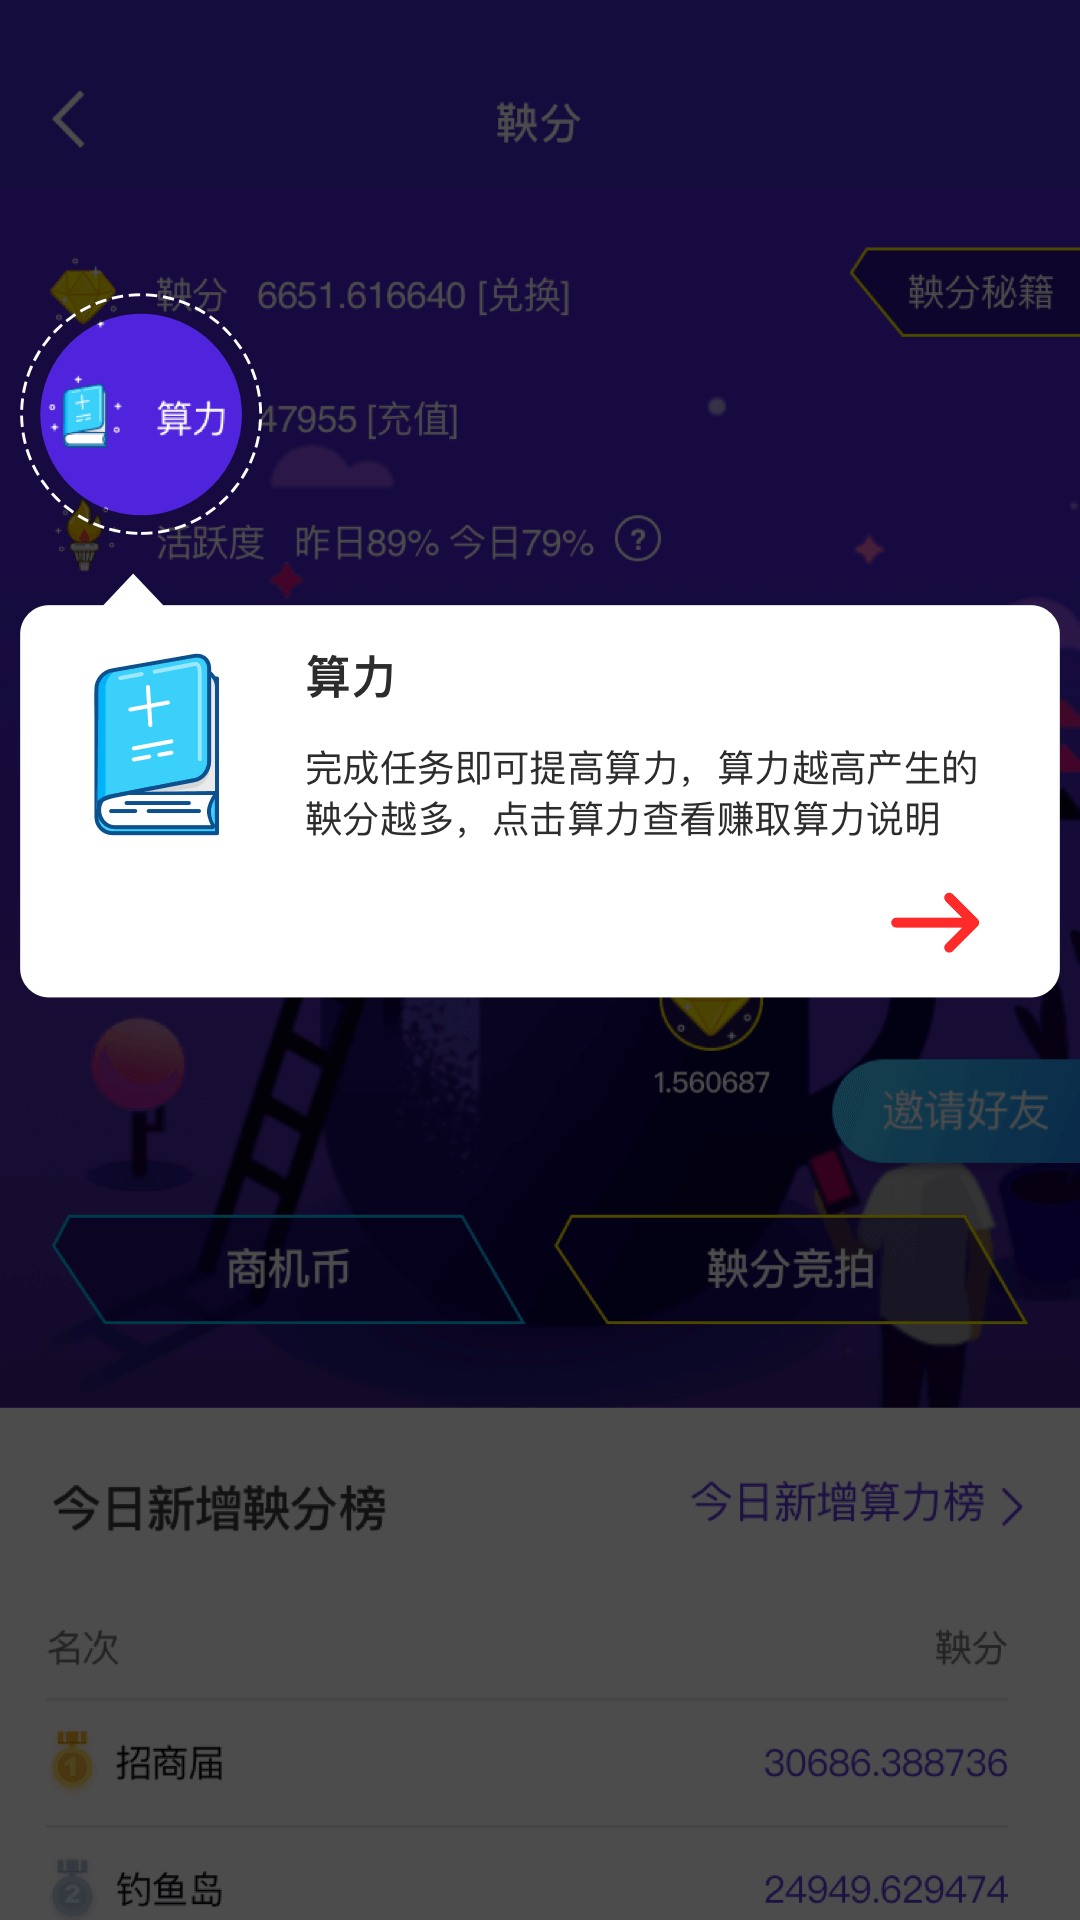 鞅分
鞅分 6651.616640 [兑换]
鞅分秘籍
算力 47955 [充值]
活跃度 昨日89% 今日79% ?
算力
完成任务即可提高算力，算力越高产生的
鞅分越多，点击算力查看赚取算力说明
1.560687
邀请好友
商机币
鞅分竞拍
今日新增鞅分榜
今日新增算力榜
名次
鞅分
1 招商届 30686.388736
2 钓鱼岛 24949.629474